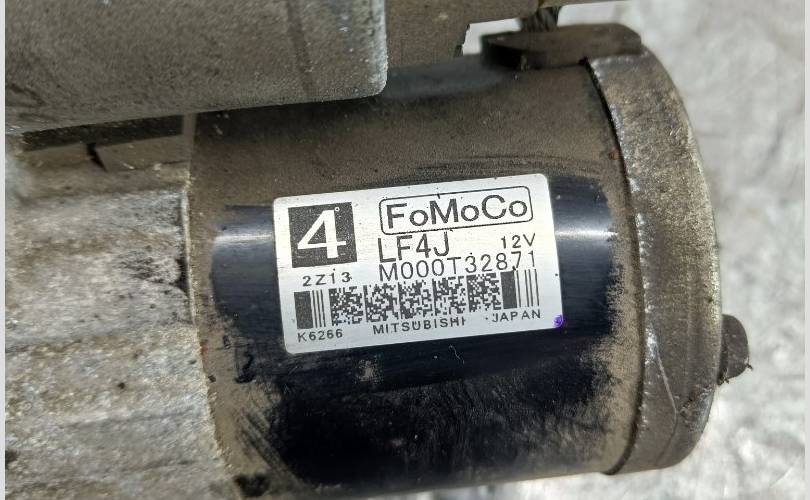 4
FoMoCo
LF4J 12V
2Z13 M000T32871
K6266 MITSUBISHI JAPAN